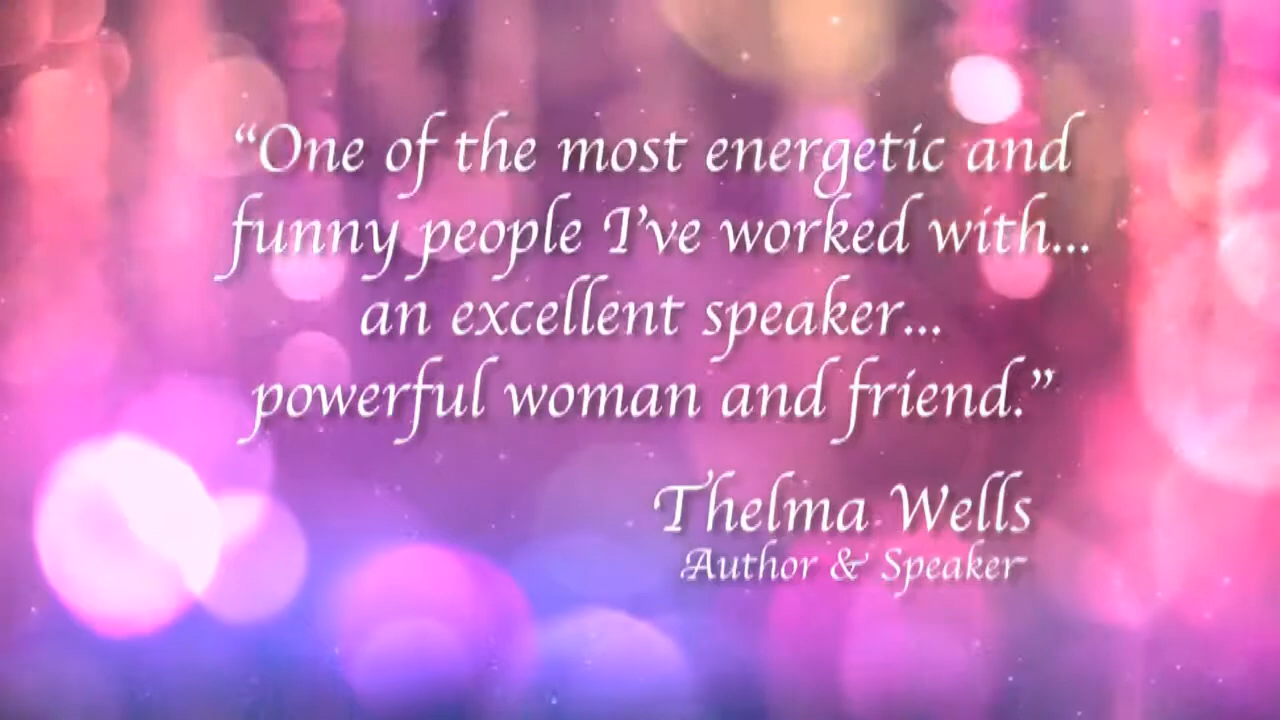 “One of the most energetic and
funny people I've worked with...
an excellent speaker...
powerful woman and friend.”
Thelma Wells
Author & Speaker